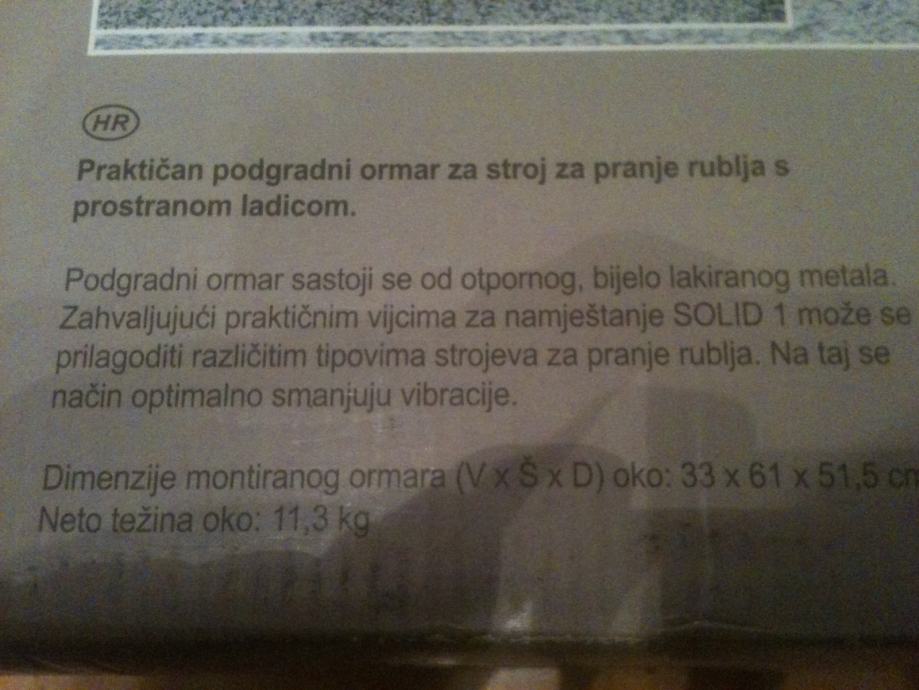 HR
Praktičan podgradni ormar za stroj za pranje rublja s
prostranom ladicom.
Podgradni ormar sastoji se od otpornog, bijelo lakiranog metala.
Zahvaljujući praktičnim vijcima za namještanje SOLID 1 može se
prilagoditi različitim tipovima strojeva za pranje rublja. Na taj se
način optimalno smanjuju vibracije.
Dimenzije montiranog ormara (V x Š x D) oko: 33 x 61 x 51,5 cm
Neto težina oko: 11,3 kg